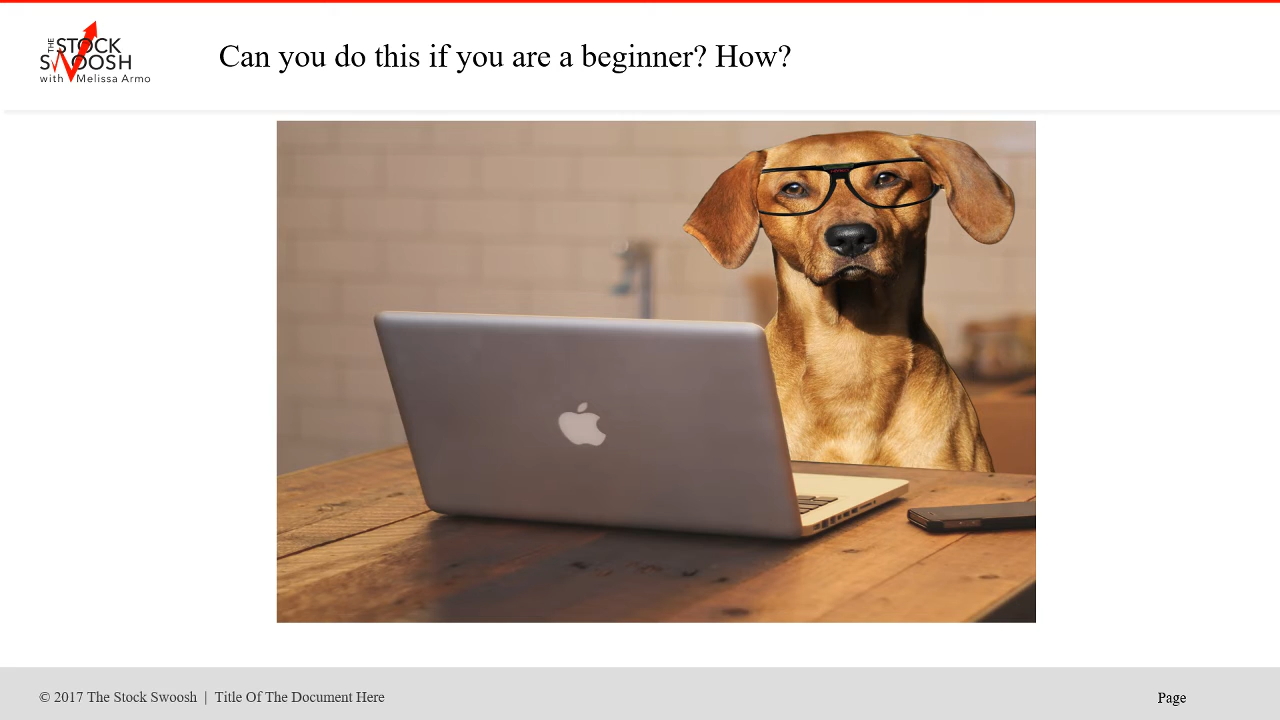 THE
STOCK
SWOOSH
with Melissa Armo
Can you do this if you are a beginner? How?
© 2017 The Stock Swoosh | Title Of The Document Here
Page